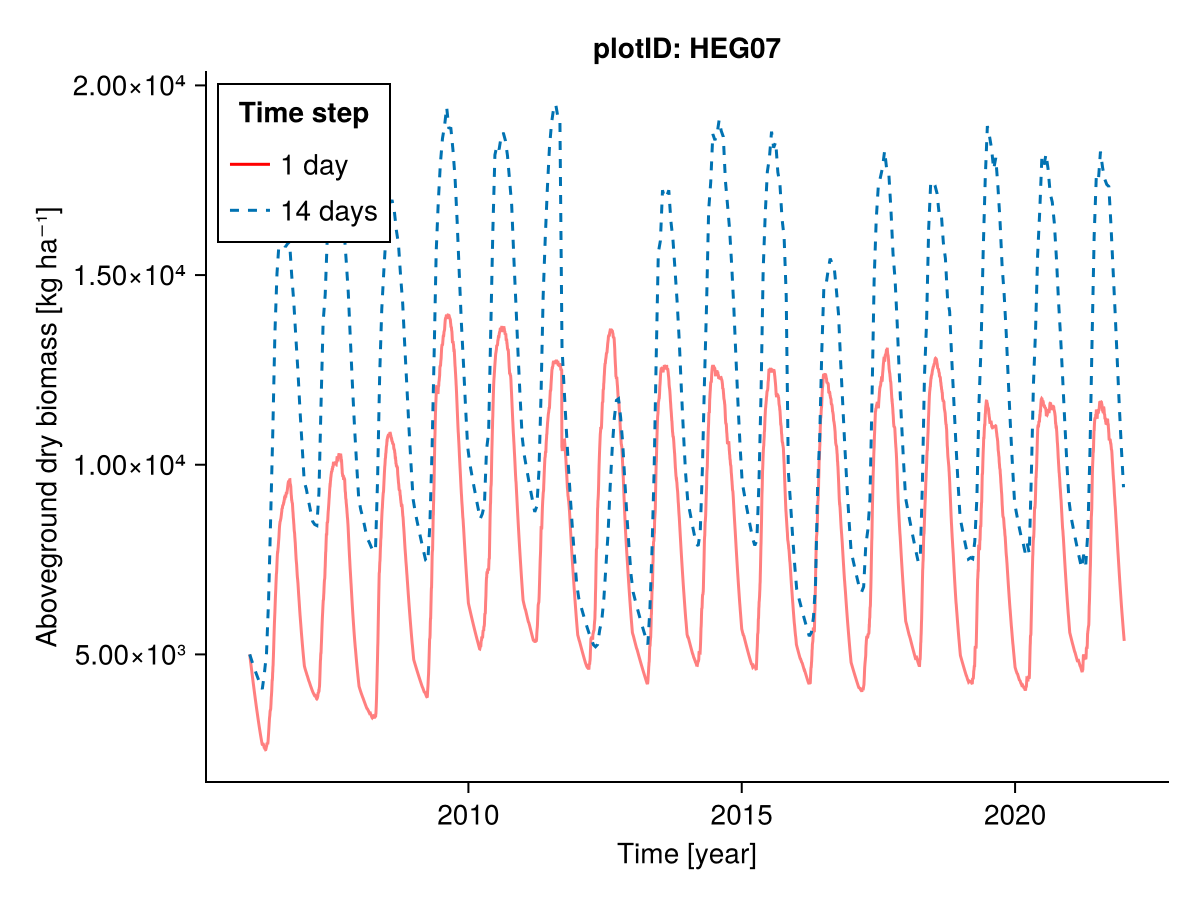 plotID: HEG07
Time step
1 day
14 days
2.00×10⁴
1.50×10⁴
1.00×10⁴
5.00×10³
Aboveground dry biomass [kg ha⁻¹]
2010
2015
2020
Time [year]